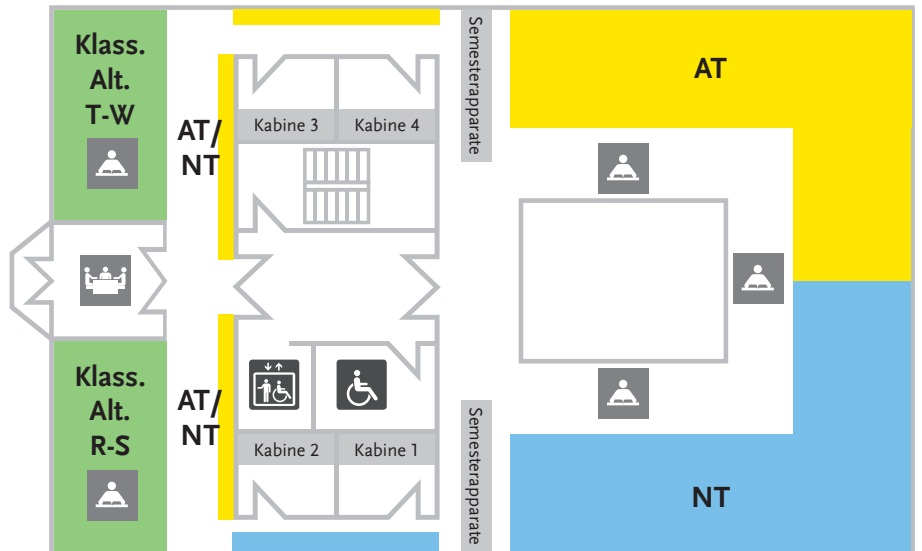 Klass.
Alt.
T-W
AT/
NT
Kabine 3
Kabine 4
Semesterapparate
AT
Klass.
Alt.
R-S
AT/
NT
Kabine 2
Kabine 1
Semesterapparate
NT